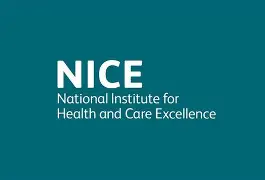 NICE
National Institute for
Health and Care Excellence